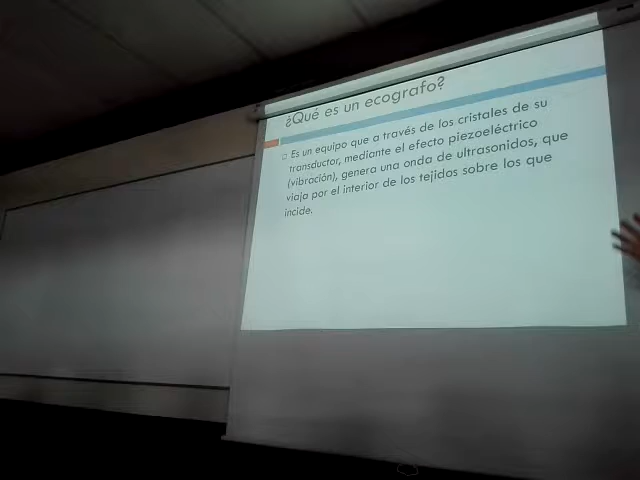 ¿Qué es un ecografo?
Es un equipo que a través de los cristales de su
transductor, mediante el efecto piezoeléctrico
(vibración), genera una onda de ultrasonidos, que
viaja por el interior de los tejidos sobre los que
incide.